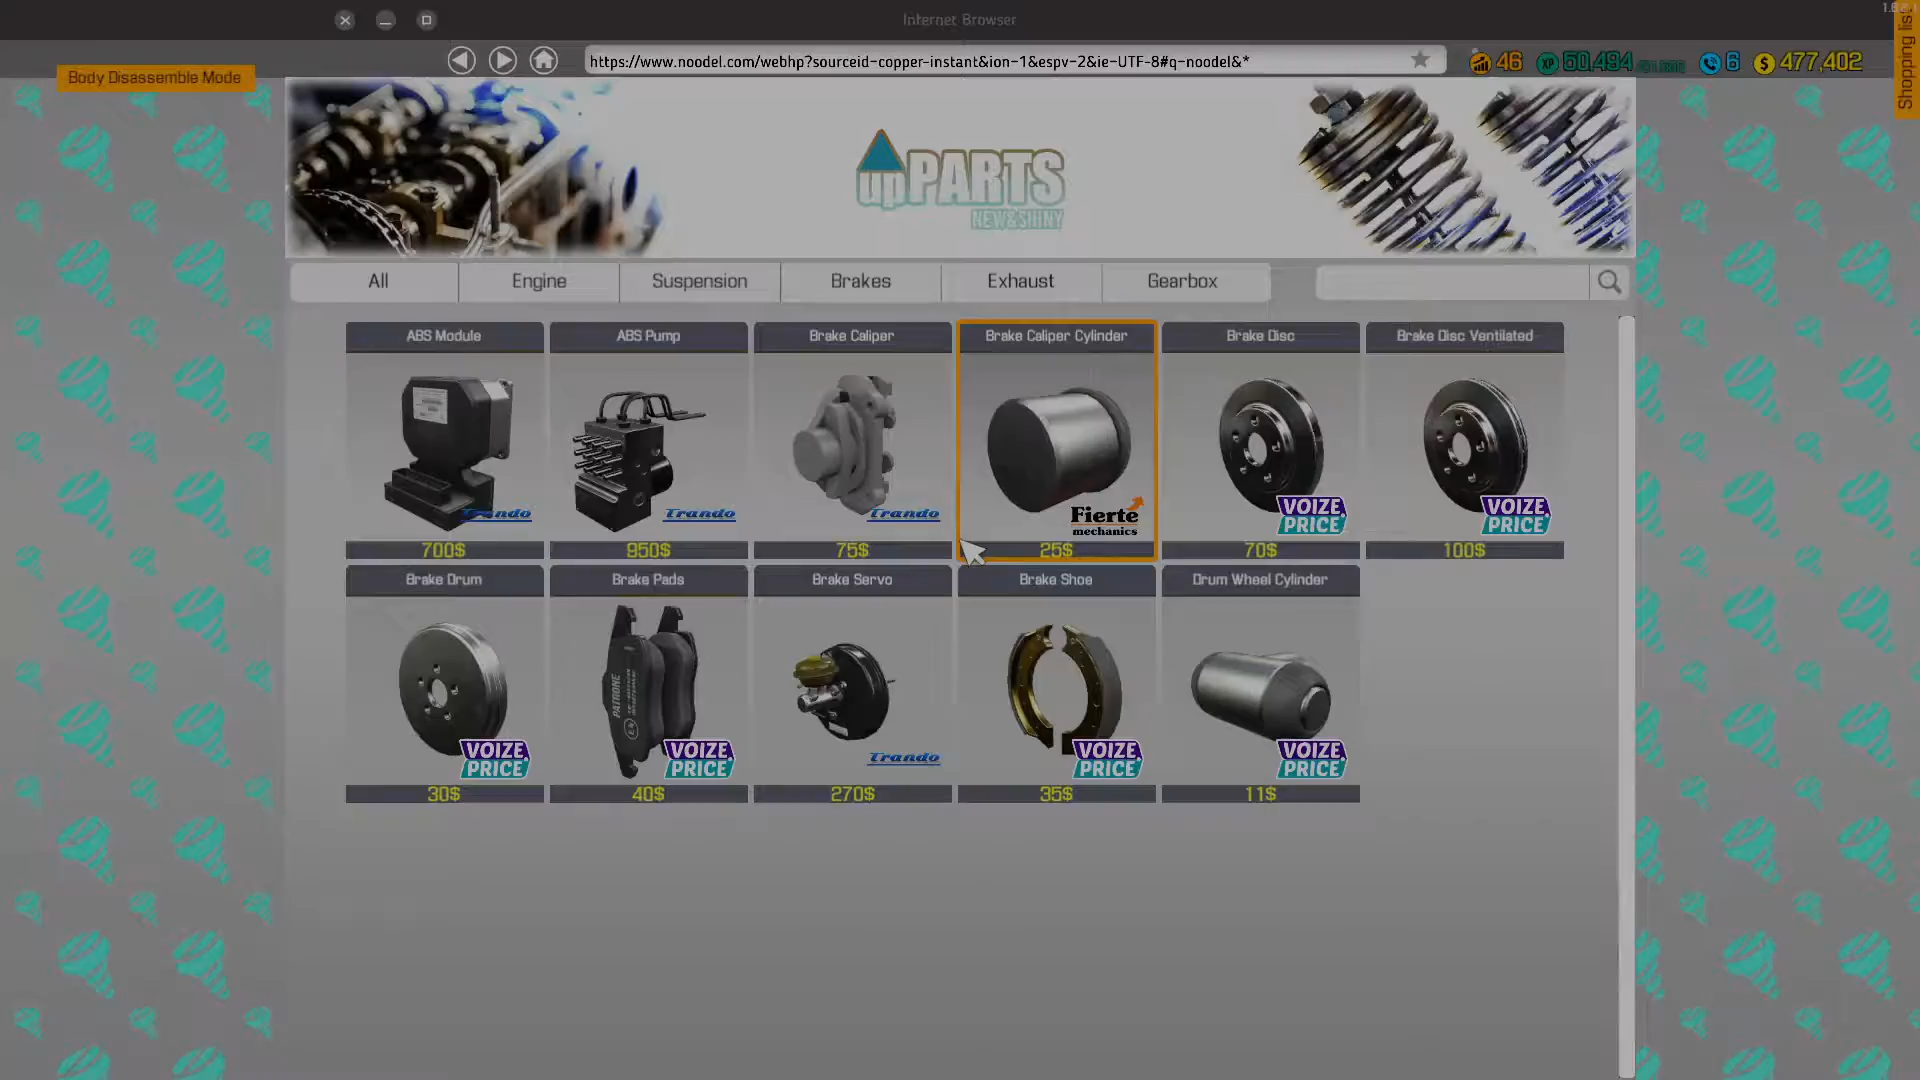 Internet Browser
1.6.
https://www.noodel.com/webhp?sourceid-copper-instant&ion-1&espv-2&ie-UTF-8#q-noodel&*
46
XP 50,494
6
$ 477,402
Shopping list
Body Disassemble Mode
upPARTS
NEW&SHINY
All
Engine
Suspension
Brakes
Exhaust
Gearbox
ABS Module
ABS Pump
Brake Caliper
Brake Caliper Cylinder
Brake Disc
Brake Disc Ventilated
Trando
Trando
Trando
Fierte
mechanics
VOIZE
PRICE
VOIZE
PRICE
700$
950$
75$
25$
70$
100$
Brake Drum
Brake Pads
Brake Servo
Brake Shoe
Drum Wheel Cylinder
PATRONE
VOIZE
PRICE
VOIZE
PRICE
Trando
VOIZE
PRICE
VOIZE
PRICE
30$
40$
270$
35$
11$